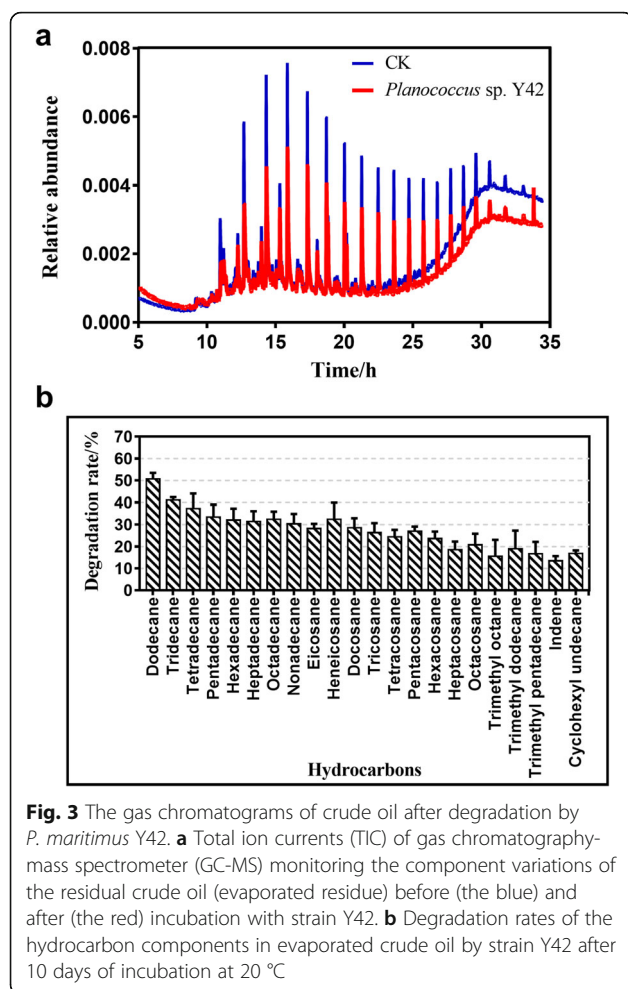 a
0.008
0.006
0.004
0.002
0.000
Relative abundance
CK
Planococcus sp. Y42
5 10 15 20 25 30 35
Time/h
b
70
60
50
40
30
20
10
0
Degradation rate/%
Dodecane
Tridecane
Tetradecane
Pentadecane
Hexadecane
Heptadecane
Octadecane
Nonadecane
Eicosane
Heneicosane
Docosane
Tricosane
Tetracosane
Pentacosane
Hexacosane
Heptacosane
Octacosane
Trimethyl octane
Trimethyl dodecane
Trimethyl pentadecane
Indene
Cyclohexyl undecane
Hydrocarbons
Fig. 3 The gas chromatograms of crude oil after degradation by
P. maritimus Y42. a Total ion currents (TIC) of gas chromatography-
mass spectrometer (GC-MS) monitoring the component variations of
the residual crude oil (evaporated residue) before (the blue) and
after (the red) incubation with strain Y42. b Degradation rates of the
hydrocarbon components in evaporated crude oil by strain Y42 after
10 days of incubation at 20 °C